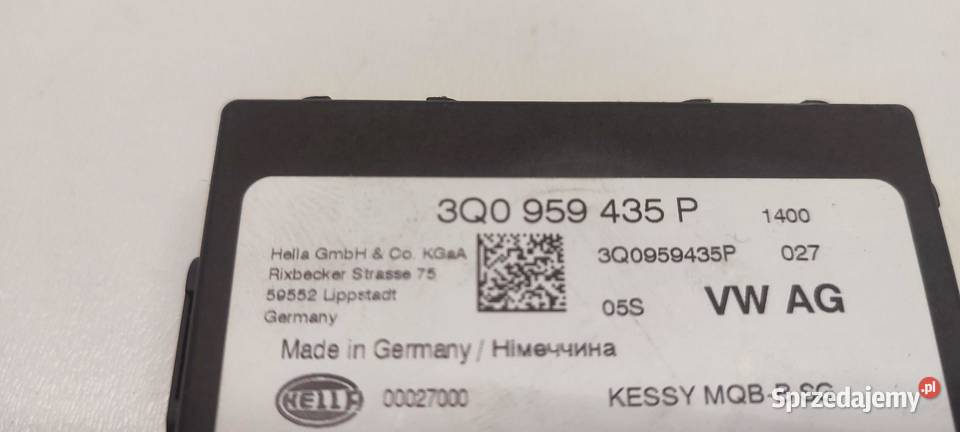 3Q0 959 435 P 1400
Hella GmbH & Co. KGaA
Rixbecker Strasse 75
59552 Lippstadt
Germany
3Q0959435P 027
05S VW AG
Made in Germany / Німеччина
HELLA 00027000
KESSY MQB-B SG
Sprzedajemy.pl